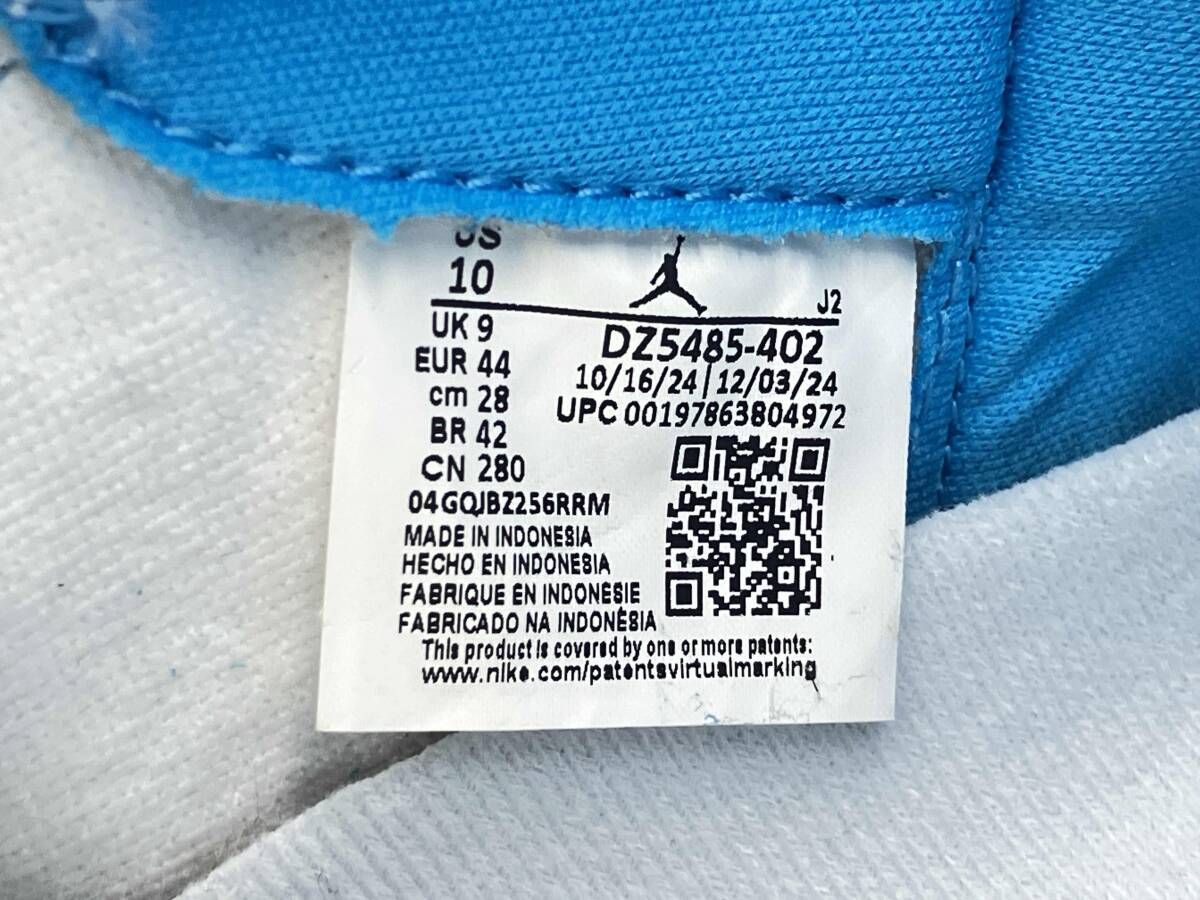 US
10
J2
UK 9
DZ5485-402
EUR 44
10/16/24 | 12/03/24
cm 28
UPC 00197863804972
BR 42
CN 280
04GQJBZ256RRM
MADE IN INDONESIA
HECHO EN INDONESIA
FABRIQUE EN INDONESIE
FABRICADO NA INDONÉSIA
This product is covered by one or more patents:
www.nike.com/patentsvirtualmarking